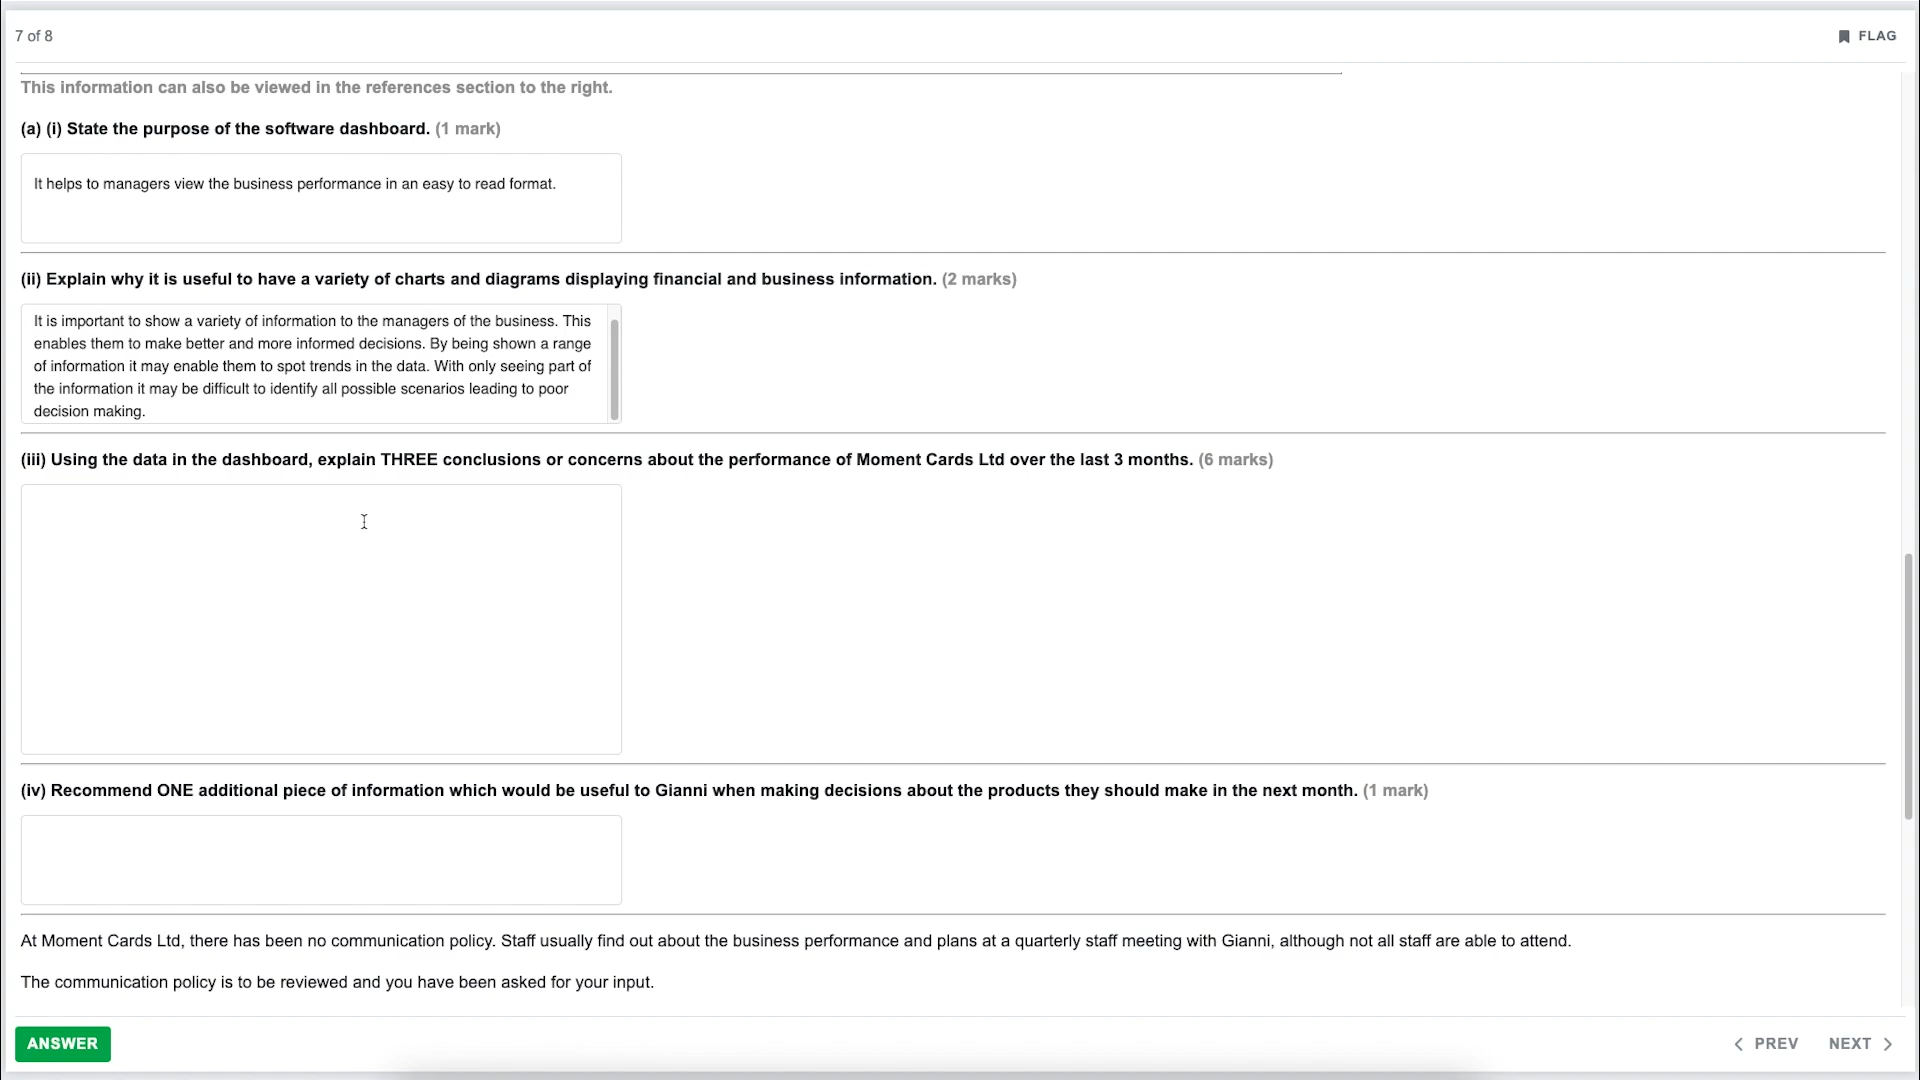 7 of 8
FLAG
This information can also be viewed in the references section to the right.
(a) (i) State the purpose of the software dashboard. (1 mark)
It helps to managers view the business performance in an easy to read format.
(ii) Explain why it is useful to have a variety of charts and diagrams displaying financial and business information. (2 marks)
It is important to show a variety of information to the managers of the business. This
enables them to make better and more informed decisions. By being shown a range
of information it may enable them to spot trends in the data. With only seeing part of
the information it may be difficult to identify all possible scenarios leading to poor
decision making.
(iii) Using the data in the dashboard, explain THREE conclusions or concerns about the performance of Moment Cards Ltd over the last 3 months. (6 marks)
(iv) Recommend ONE additional piece of information which would be useful to Gianni when making decisions about the products they should make in the next month. (1 mark)
At Moment Cards Ltd, there has been no communication policy. Staff usually find out about the business performance and plans at a quarterly staff meeting with Gianni, although not all staff are able to attend.
The communication policy is to be reviewed and you have been asked for your input.
ANSWER
PREV
NEXT